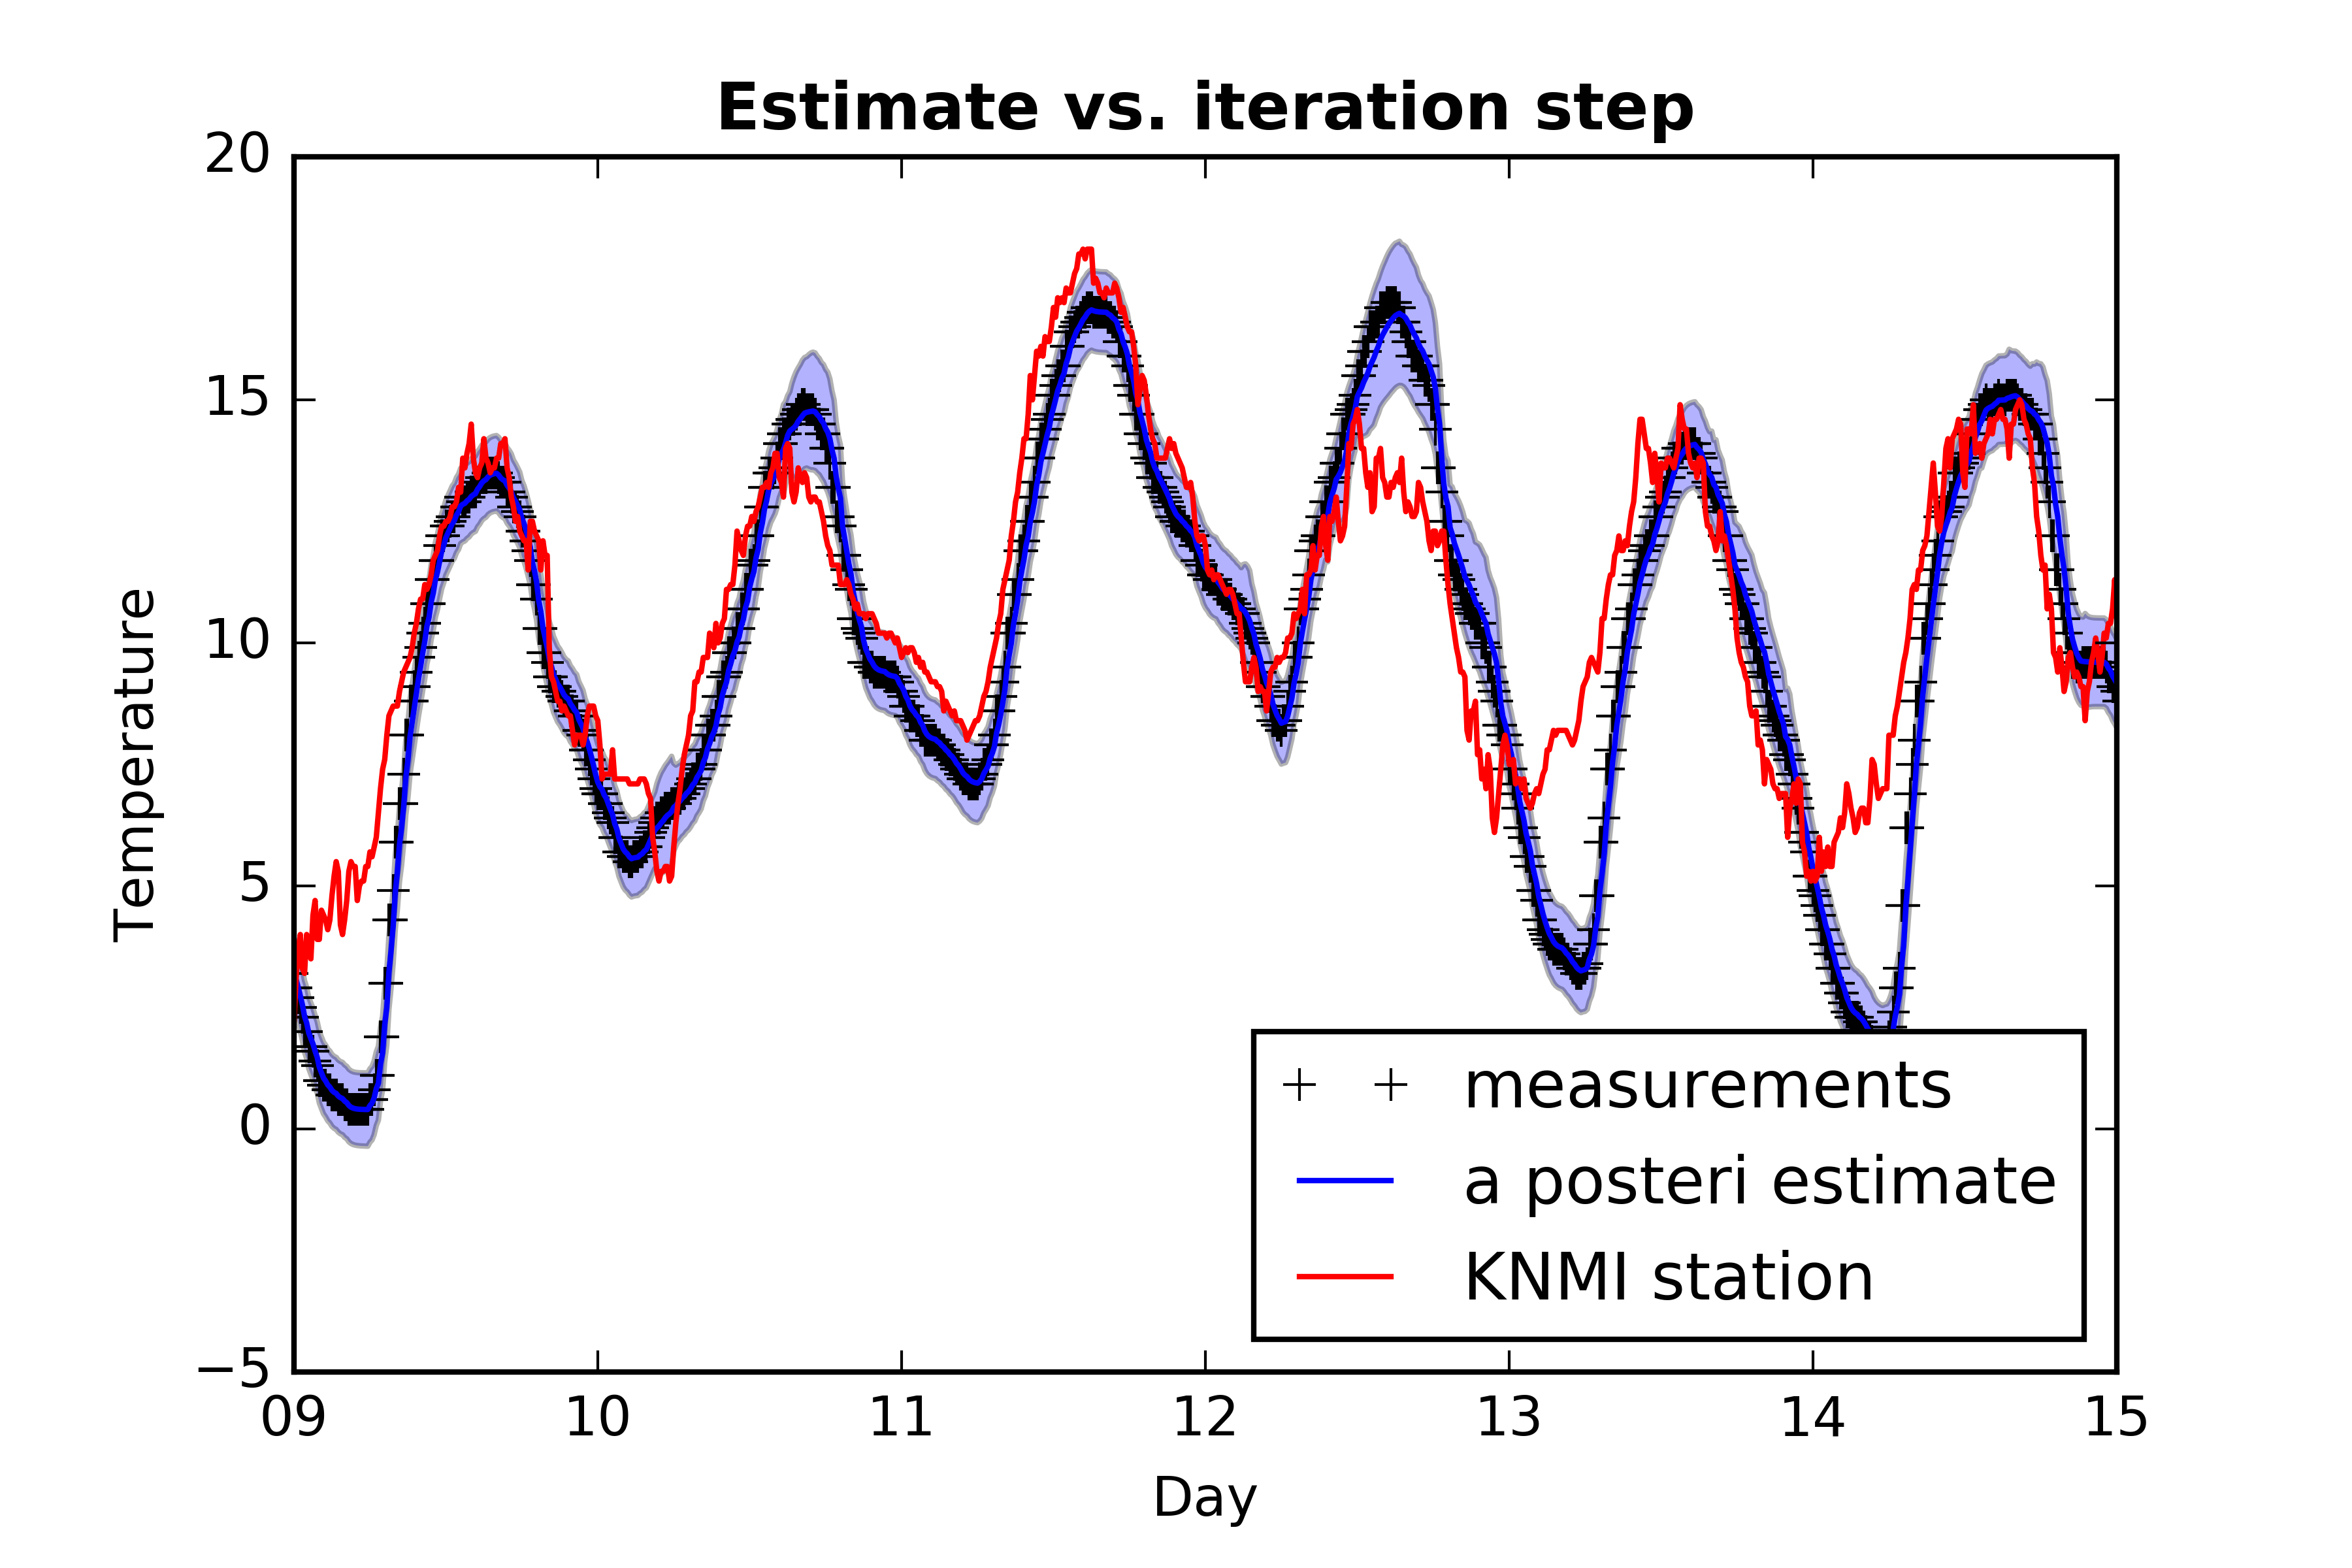 Estimate vs. iteration step
20
15
10
5
0
−5
Temperature
09 10 11 12 13 14 15
Day
measurements
a posteri estimate
KNMI station